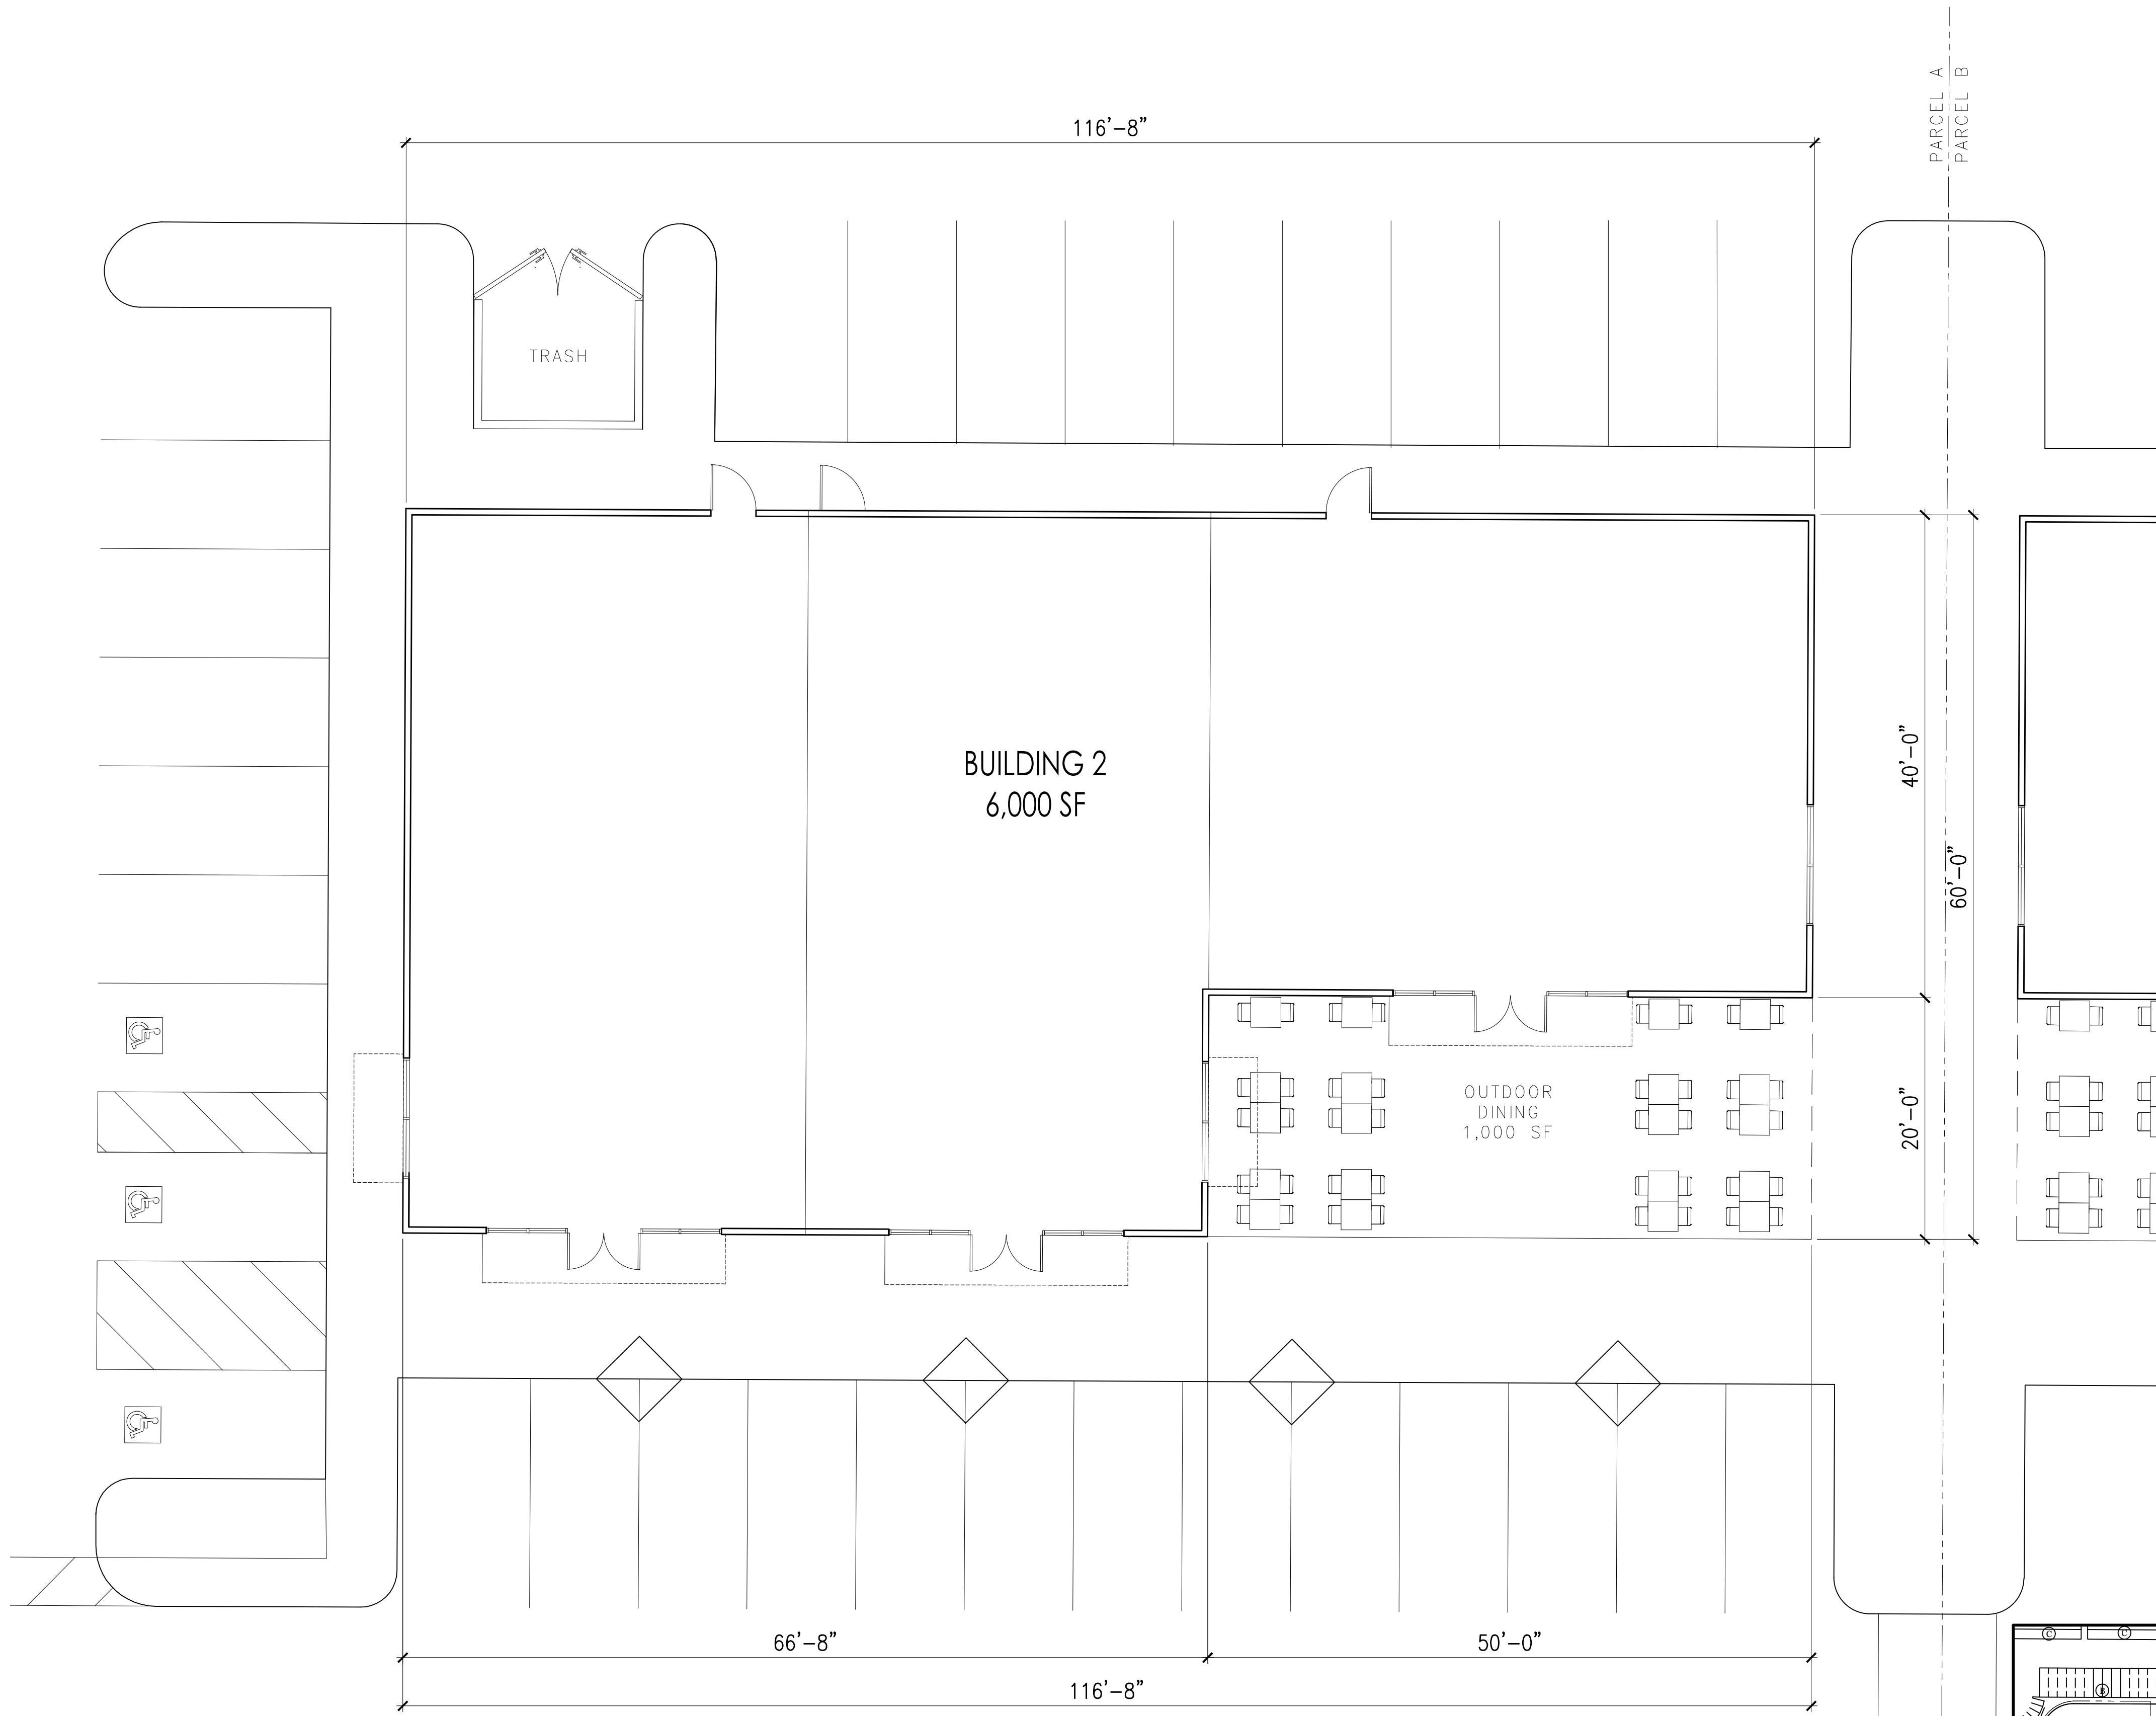 PARCEL A
PARCEL B
116'-8"
TRASH
BUILDING 2
6,000 SF
40'-0"
60'-0"
20'-0"
OUTDOOR
DINING
1,000 SF
66'-8"
50'-0"
116'-8"
C
C
B